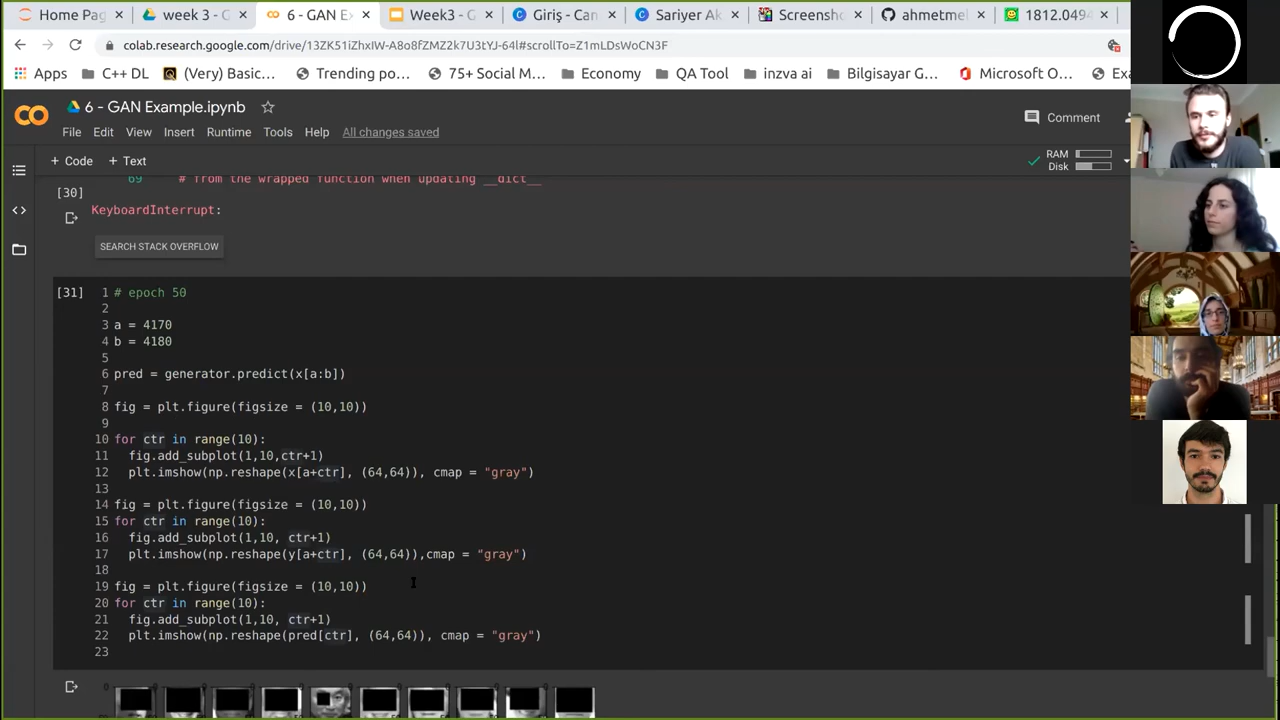 Home Pag
week 3 - G
6 - GAN Ex
Week3 - G
Giriş - Can
Sariyer Ak
Screensh
ahmetmel
1812.0494
colab.research.google.com/drive/13ZK51iZhxIW-A8o8fZMZ2k7U3tYJ-64l#scrollTo=Z1mLDsWoCN3F
Apps
C++ DL
(Very) Basic...
Trending po...
75+ Social M...
Economy
QA Tool
inzva ai
Bilgisayar G...
Microsoft O...
Exa
6 - GAN Example.ipynb
File Edit View Insert Runtime Tools Help All changes saved
Comment
+ Code + Text
RAM
Disk
69 # from the wrapped function when updating __dict__
[30]
KeyboardInterrupt:
SEARCH STACK OVERFLOW
[31] 1 # epoch 50
2
3 a = 4170
4 b = 4180
5
6 pred = generator.predict(x[a:b])
7
8 fig = plt.figure(figsize = (10,10))
9
10 for ctr in range(10):
11 fig.add_subplot(1,10,ctr+1)
12 plt.imshow(np.reshape(x[a+ctr], (64,64)), cmap = "gray")
13
14 fig = plt.figure(figsize = (10,10))
15 for ctr in range(10):
16 fig.add_subplot(1,10, ctr+1)
17 plt.imshow(np.reshape(y[a+ctr], (64,64)),cmap = "gray")
18
19 fig = plt.figure(figsize = (10,10))
20 for ctr in range(10):
21 fig.add_subplot(1,10, ctr+1)
22 plt.imshow(np.reshape(pred[ctr], (64,64)), cmap = "gray")
23